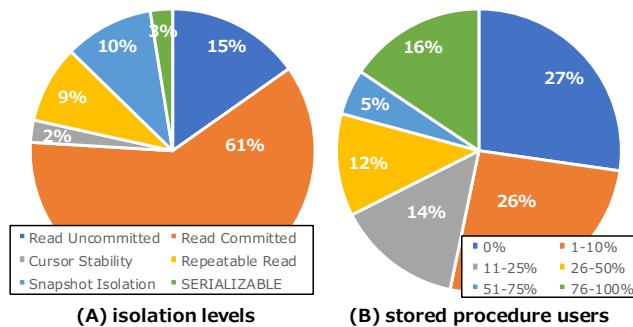 10%
3%
15%
9%
2%
61%
Read Uncommitted
Read Committed
Cursor Stability
Repeatable Read
Snapshot Isolation
SERIALIZABLE
(A) isolation levels
16%
27%
5%
12%
14%
26%
0%
1-10%
11-25%
26-50%
51-75%
76-100%
(B) stored procedure users